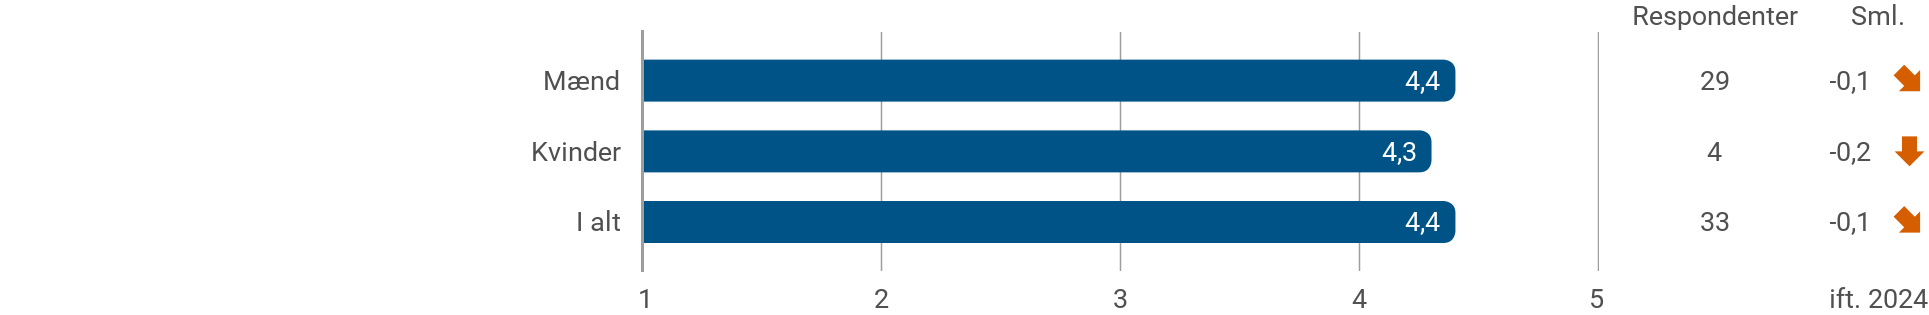 Respondenter Sml.
Mænd 4,4 29 -0,1
Kvinder 4,3 4 -0,2
I alt 4,4 33 -0,1
1 2 3 4 5 ift. 2024